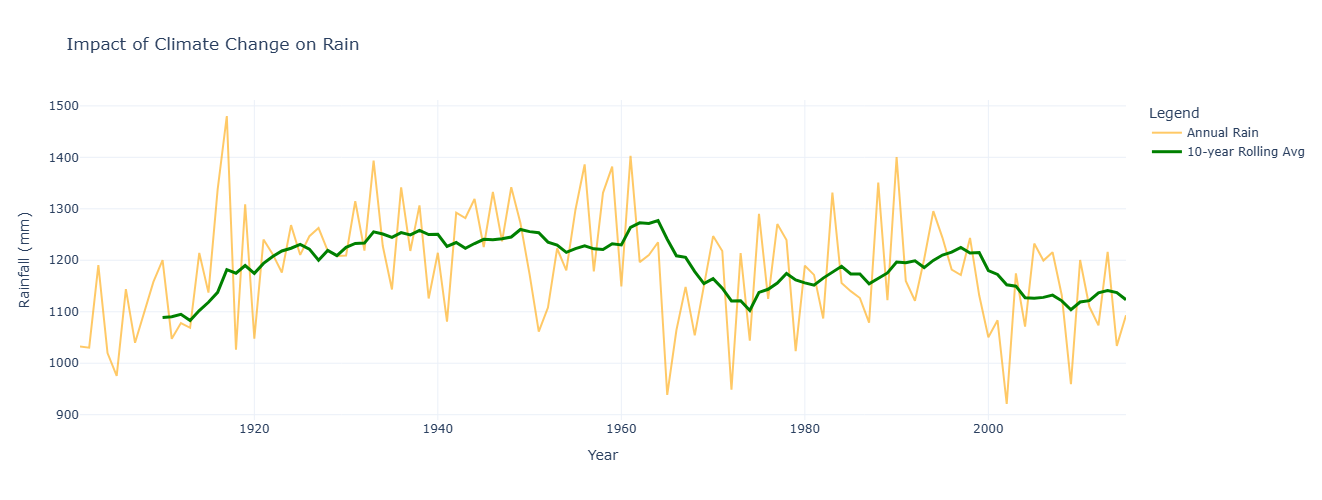 Impact of Climate Change on Rain
Legend
Annual Rain
10-year Rolling Avg
Rainfall (mm)
1500
1400
1300
1200
1100
1000
900
1920
1940
1960
1980
2000
Year